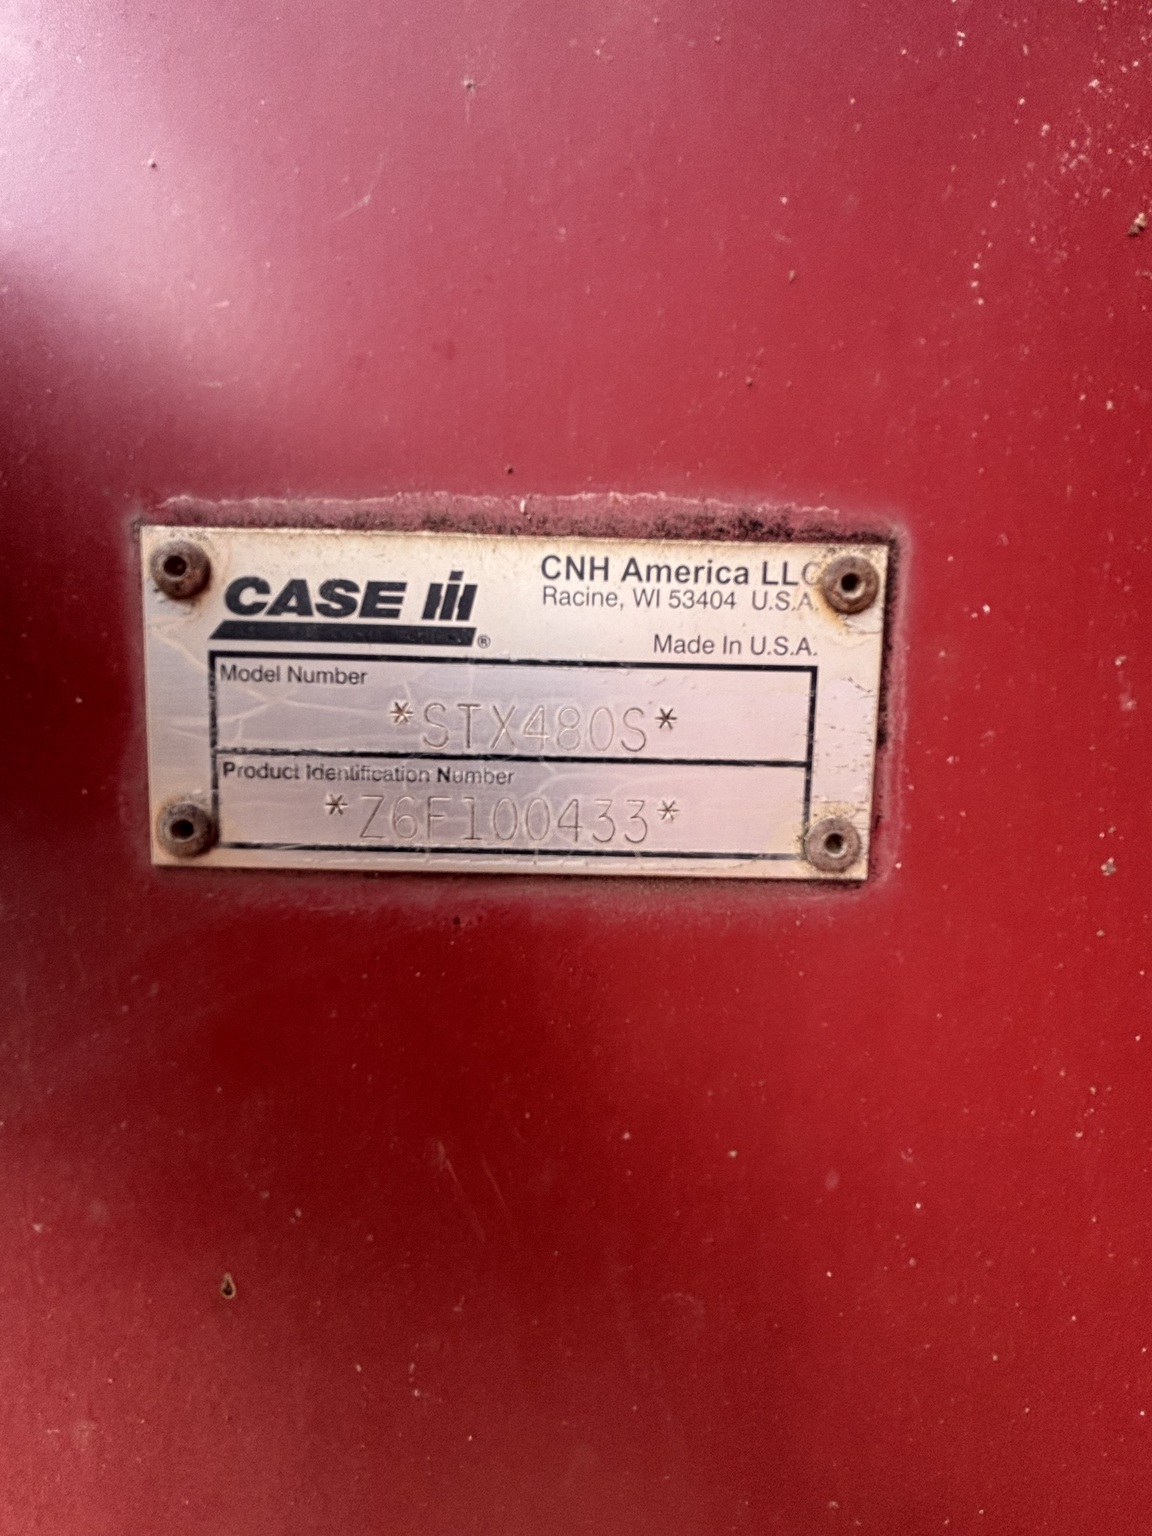 CASE IH®
CNH America LLC
Racine, WI 53404 U.S.A.
Made In U.S.A.
Model Number
*STX480S*
Product Identification Number
*Z6F100433*